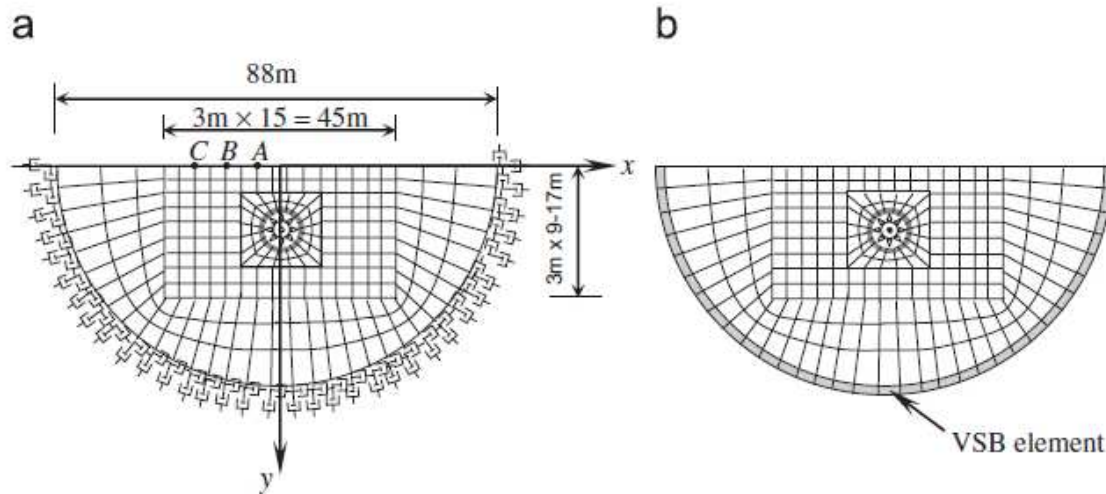 a
b
88m
3m × 15 = 45m
C B A
x
3m x 9-17m
y
VSB element